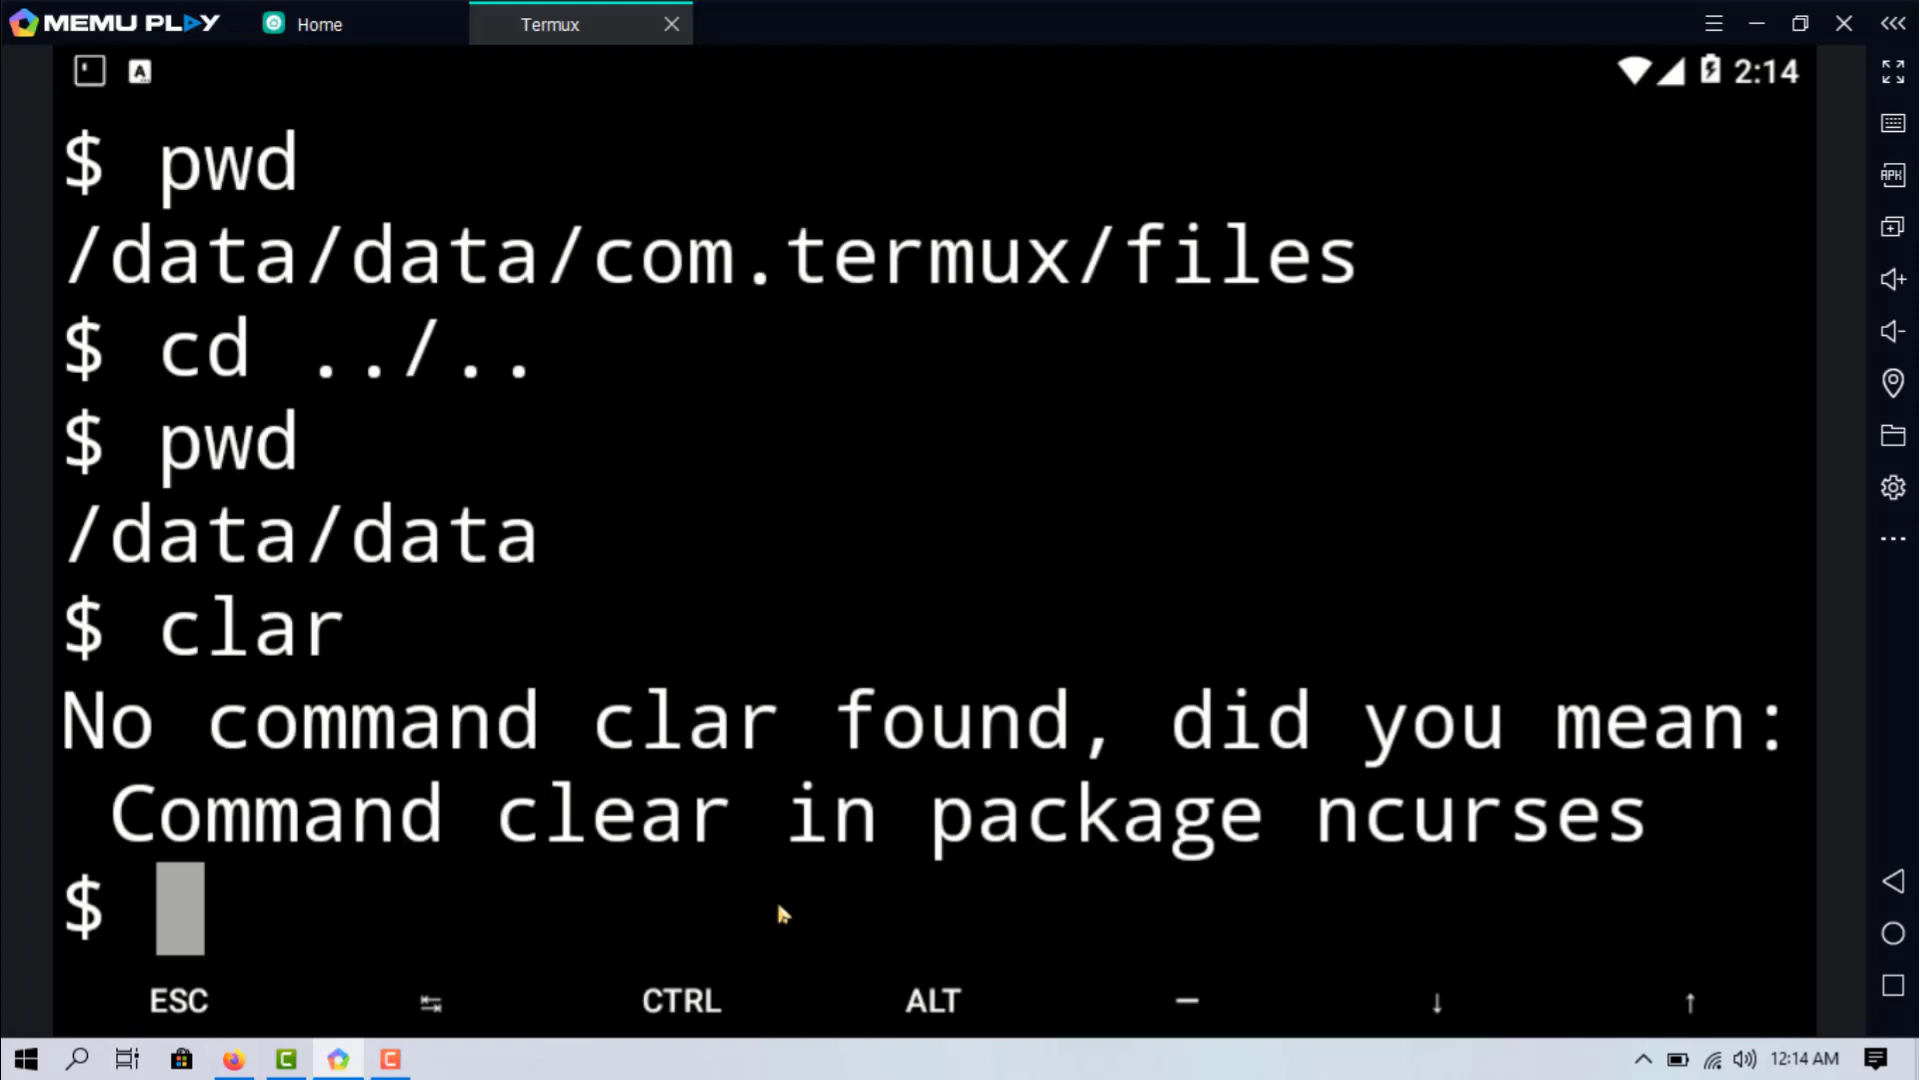 MEMU PLAY
Home
Termux
2:14
$ pwd
/data/data/com.termux/files
$ cd ../..
$ pwd
/data/data
$ clar
No command clar found, did you mean:
Command clear in package ncurses
$
ESC
CTRL
ALT
APK
12:14 AM